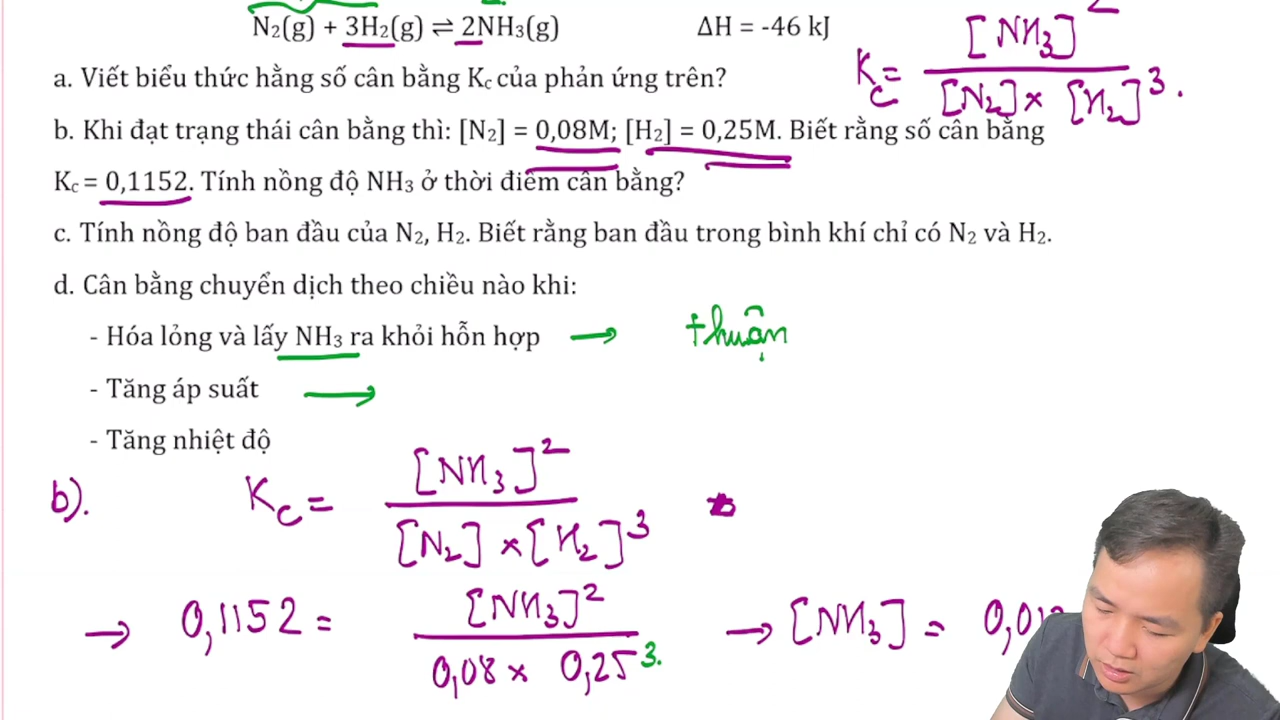 N₂(g) + 3H₂(g) ⇌ 2NH₃(g) ΔH = -46 kJ
K_C = [NH₃]² / [N₂] × [H₂]³.
a. Viết biểu thức hằng số cân bằng K_C của phản ứng trên?
b. Khi đạt trạng thái cân bằng thì: [N₂] = 0,08M; [H₂] = 0,25M. Biết rằng số cân bằng
K_C = 0,1152. Tính nồng độ NH₃ ở thời điểm cân bằng?
c. Tính nồng độ ban đầu của N₂, H₂. Biết rằng ban đầu trong bình khí chỉ có N₂ và H₂.
d. Cân bằng chuyển dịch theo chiều nào khi:
- Hóa lỏng và lấy NH₃ ra khỏi hỗn hợp → thuận
- Tăng áp suất →
- Tăng nhiệt độ
b). K_C = [NH₃]² / [N₂] × [H₂]³
→ 0,1152 = [NH₃]² / 0,08 × 0,25³. → [NH₃] =